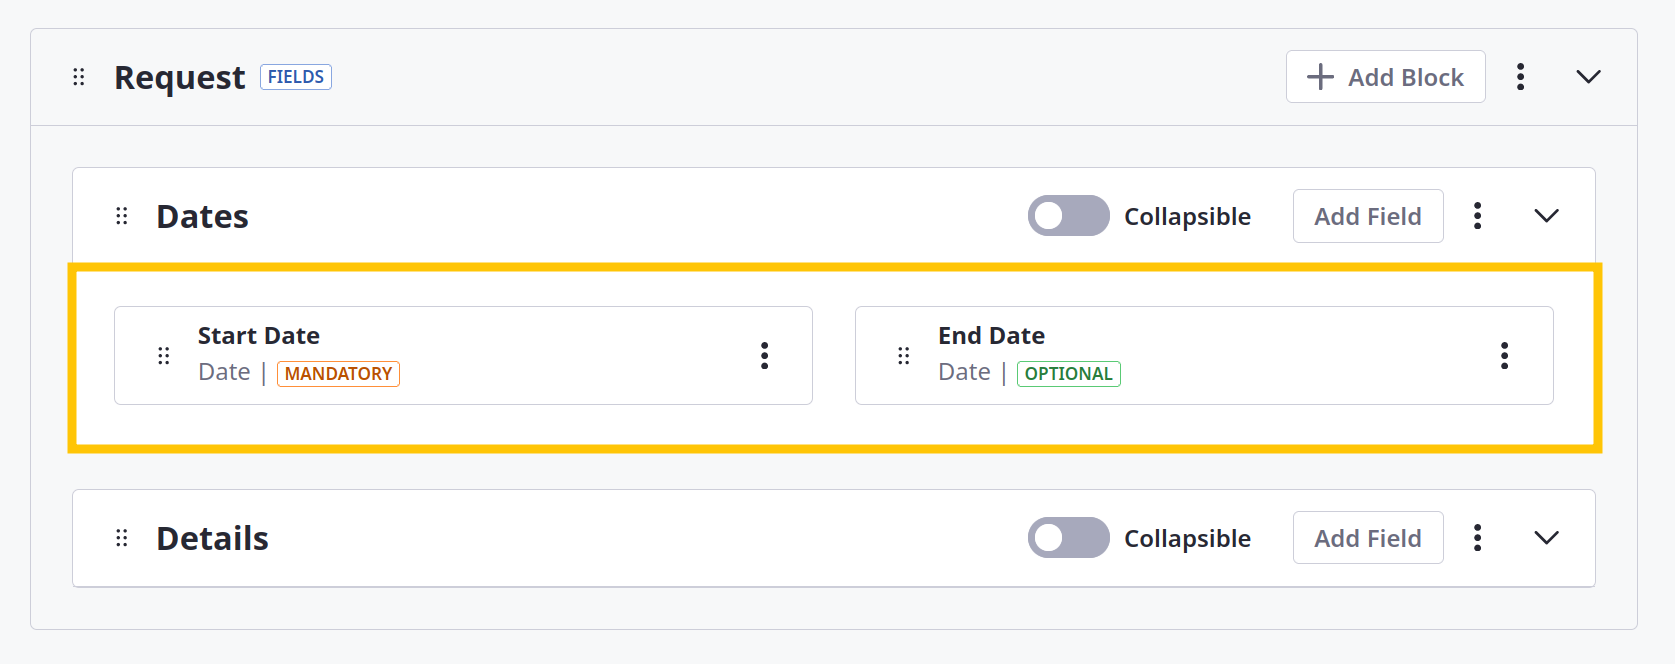 Request FIELDS + Add Block
Dates Collapsible Add Field
Start Date
Date | MANDATORY
End Date
Date | OPTIONAL
Details Collapsible Add Field